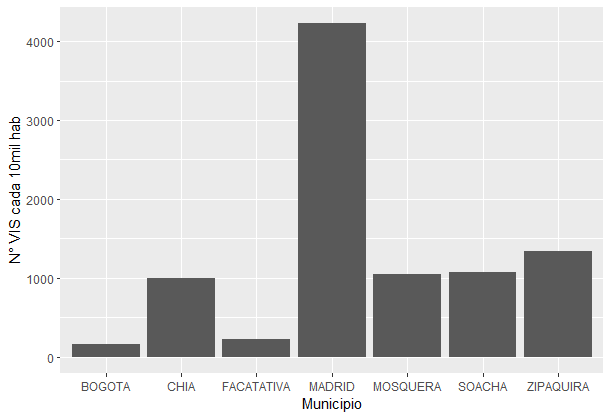 N° VIS cada 10mil hab
4000
3000
2000
1000
0
BOGOTA CHIA FACATATIVA MADRID MOSQUERA SOACHA ZIPAQUIRA
Municipio